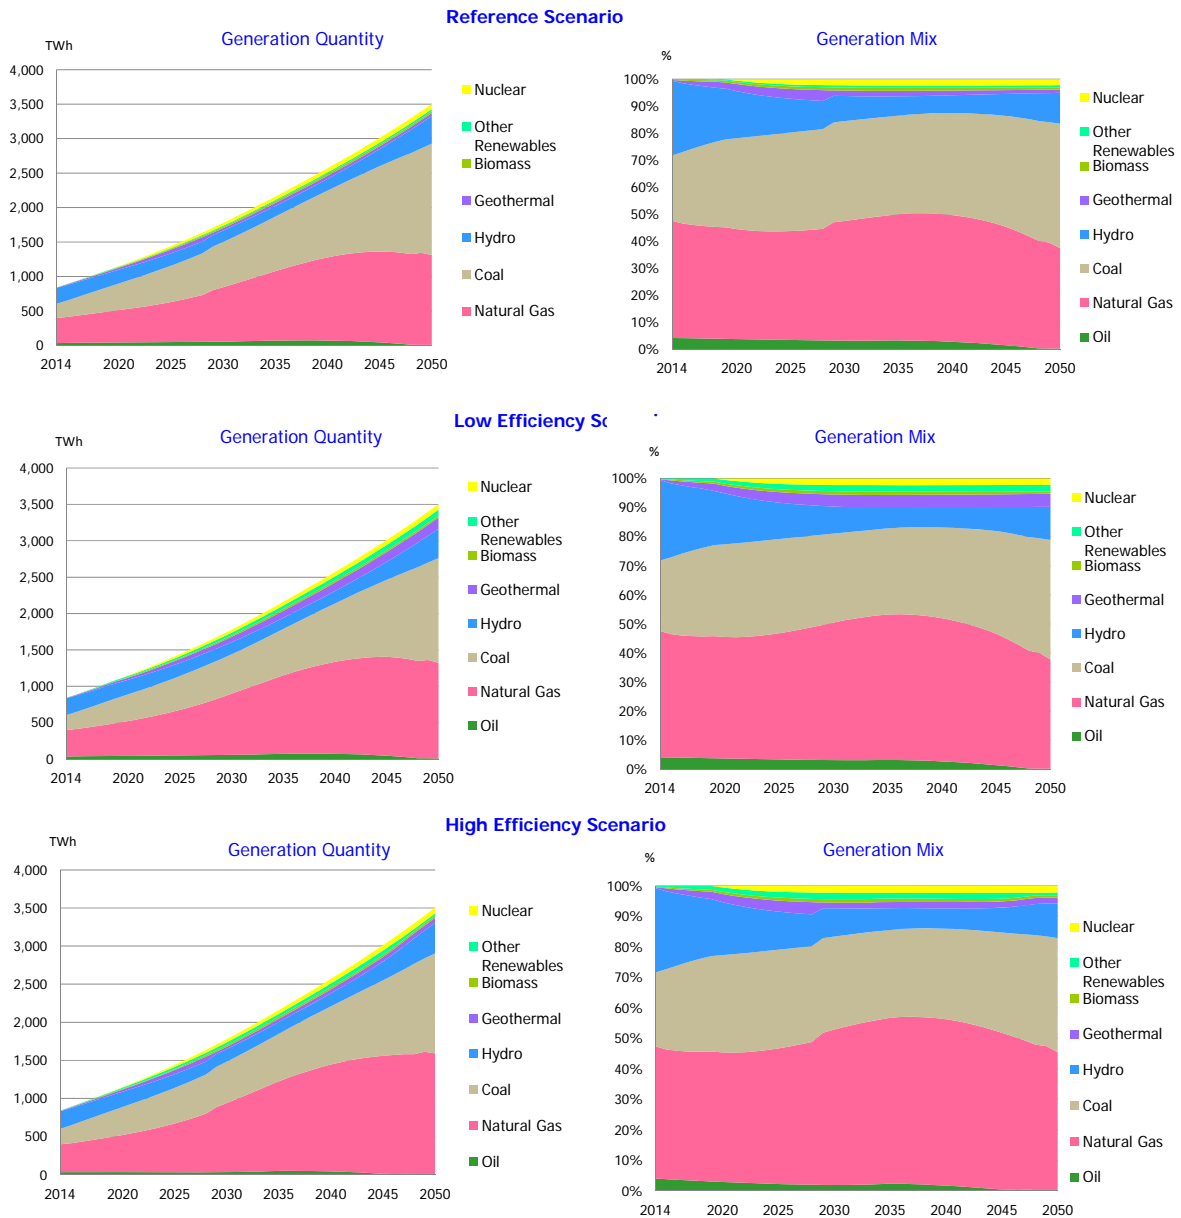 Reference Scenario
Generation Quantity
TWh
4,000
3,500
3,000
2,500
2,000
1,500
1,000
500
0
2014 2020 2025 2030 2035 2040 2045 2050
Nuclear
Other
Renewables
Biomass
Geothermal
Hydro
Coal
Natural Gas
Generation Mix
%
100%
90%
80%
70%
60%
50%
40%
30%
20%
10%
0%
2014 2020 2025 2030 2035 2040 2045 2050
Nuclear
Other
Renewables
Biomass
Geothermal
Hydro
Coal
Natural Gas
Oil
Low Efficiency
Generation Quantity
TWh
4,000
3,500
3,000
2,500
2,000
1,500
1,000
500
0
2014 2020 2025 2030 2035 2040 2045 2050
Nuclear
Other
Renewables
Biomass
Geothermal
Hydro
Coal
Natural Gas
Oil
Generation Mix
%
100%
90%
80%
70%
60%
50%
40%
30%
20%
10%
0%
2014 2020 2025 2030 2035 2040 2045 2050
Nuclear
Other
Renewables
Biomass
Geothermal
Hydro
Coal
Natural Gas
Oil
High Efficiency Scenario
TWh
Generation Quantity
4,000
3,500
3,000
2,500
2,000
1,500
1,000
500
0
2014 2020 2025 2030 2035 2040 2045 2050
Nuclear
Other
Renewables
Biomass
Geothermal
Hydro
Coal
Natural Gas
Oil
Generation Mix
%
100%
90%
80%
70%
60%
50%
40%
30%
20%
10%
0%
2014 2020 2025 2030 2035 2040 2045 2050
Nuclear
Other
Renewables
Biomass
Geothermal
Hydro
Coal
Natural Gas
Oil